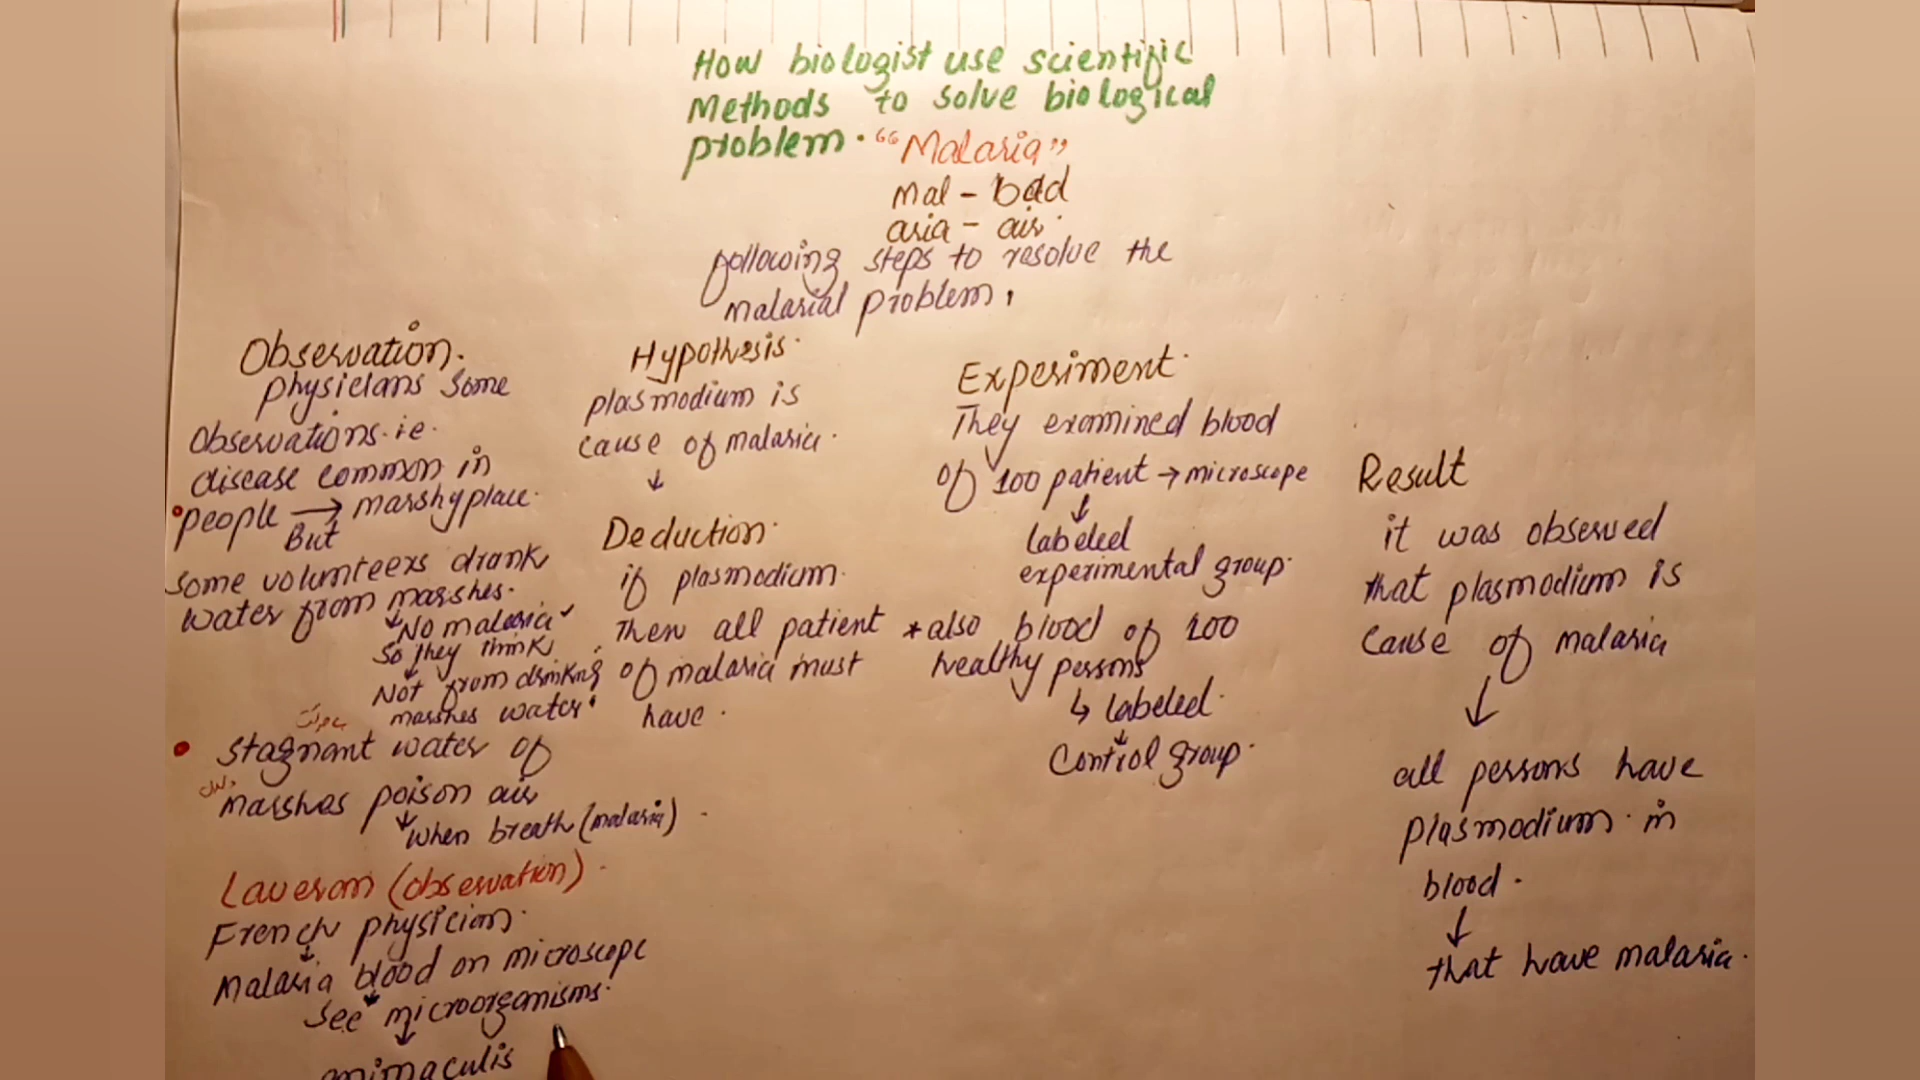 How biologist use scientific
Methods to solve biological
problem. "Malaria"
Mal - bad
aria - air.
following steps to resolve the
malarial problem,
Observation.
physicians some
Observations. i.e.
disease common in
people → marshy place.
But
some volunteers drank
water from marshes.
↓ No malaria ✓
So they think
Not from drinking
marshes water.
Stagnant water of
marshas poison air
↓ when breath (malaria)
Laveran (observation)
French physician.
↓
Malaria blood on microscope
see microorganisms.
↓
animaculis
Hypothesis.
plasmodium is
cause of malaria.
↓
Deduction.
if plasmodium.
Then all patient
of malaria must
have.
Experiment.
They examined blood
of 100 patient → microscope
↓
labeled
experimental group.
* also blood of 100
healthy persons
↳ labeled.
↓
Control group.
Result
it was observed
that plasmodium is
cause of malaria
↓
all persons have
plasmodium in
blood.
↓
that have malaria.